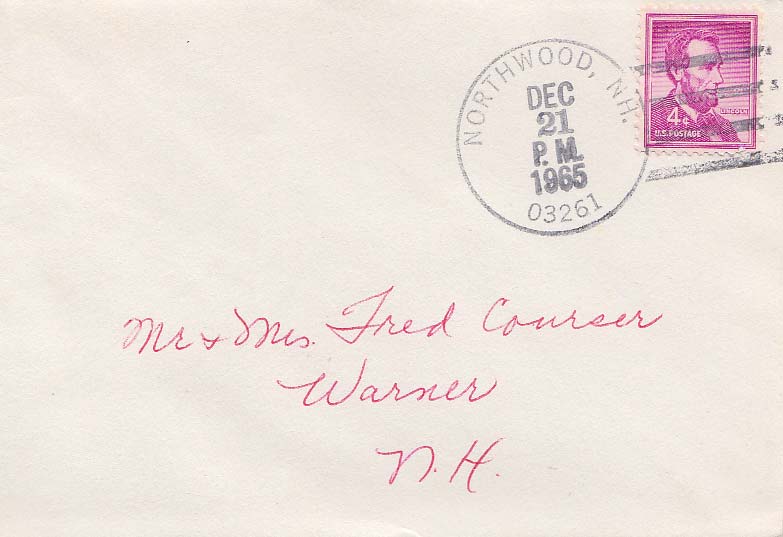 NORTHWOOD, N.H.
DEC
21
P.M.
1965
03261
LINCOLN
4¢
U.S. POSTAGE
Mr & Mrs. Fred Courser
Warner
N.H.